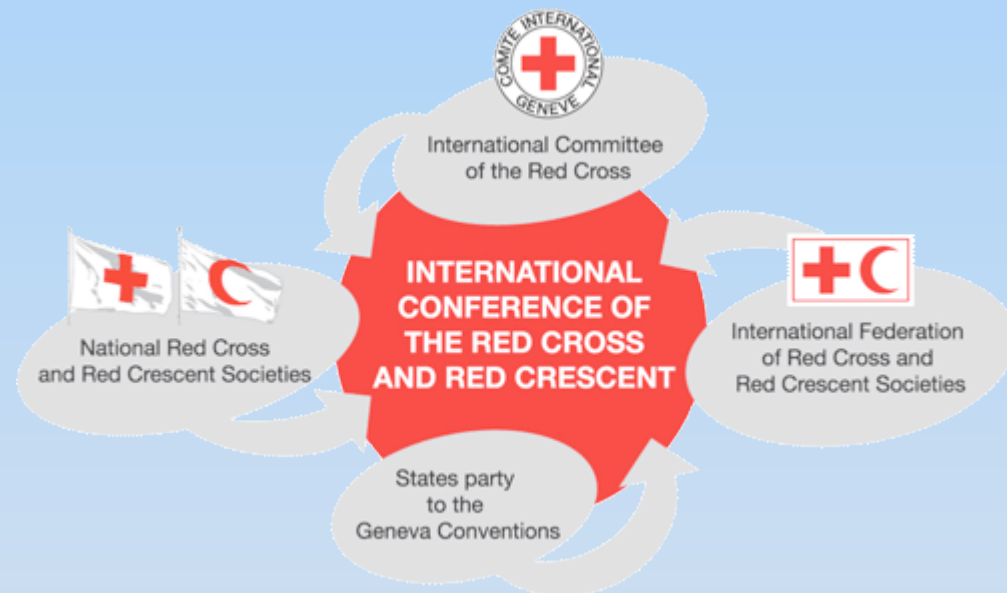 COMITE INTERNATIONAL
GENEVE
International Committee
of the Red Cross
INTERNATIONAL
CONFERENCE OF
THE RED CROSS
AND RED CRESCENT
National Red Cross
and Red Crescent Societies
International Federation
of Red Cross and
Red Crescent Societies
States party
to the
Geneva Conventions